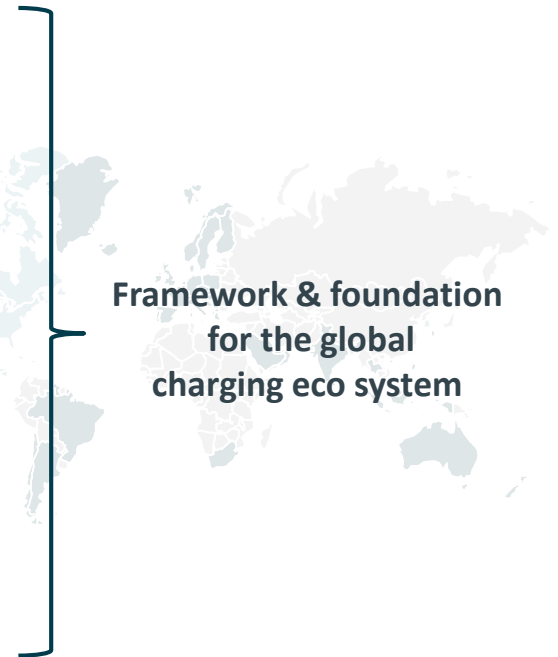 Framework & foundation
for the global
charging eco system